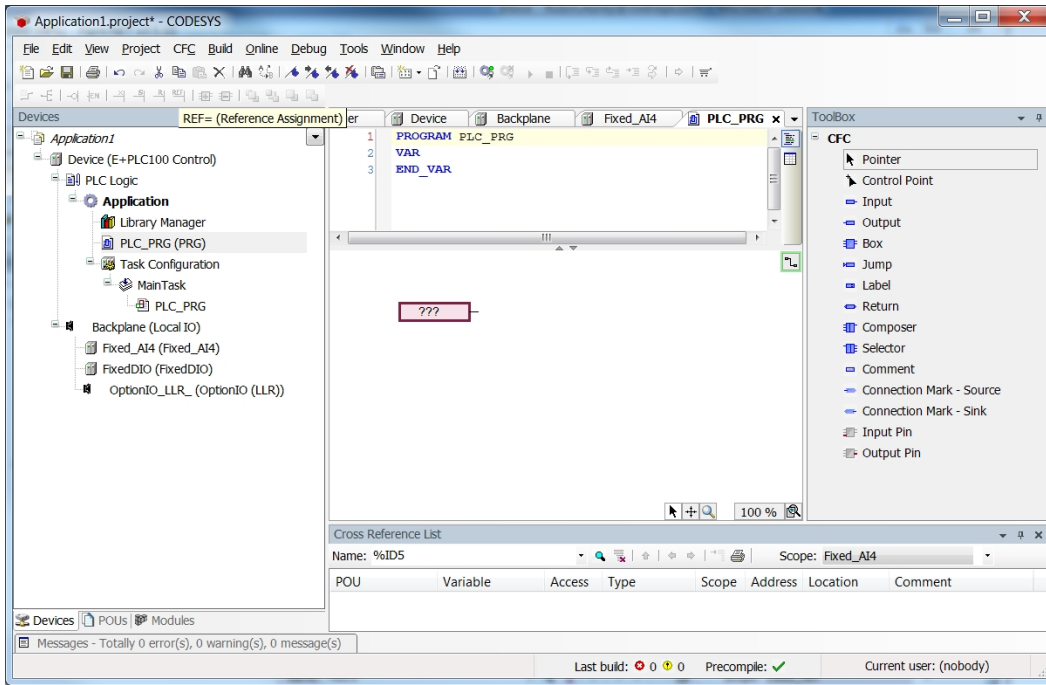 Application1.project* - CODESYS
File Edit View Project CFC Build Online Debug Tools Window Help
Devices
REF= (Reference Assignment)
er
Device
Backplane
Fixed_AI4
PLC_PRG
ToolBox
Application1
Device (E+PLC100 Control)
PLC Logic
Application
Library Manager
PLC_PRG (PRG)
Task Configuration
MainTask
PLC_PRG
Backplane (Local IO)
Fixed_AI4 (Fixed_AI4)
FixedDIO (FixedDIO)
OptionIO_LLR_ (OptionIO (LLR))
1 PROGRAM PLC_PRG
2 VAR
3 END_VAR
???
100 %
CFC
Pointer
Control Point
Input
Output
Box
Jump
Label
Return
Composer
Selector
Comment
Connection Mark - Source
Connection Mark - Sink
Input Pin
Output Pin
Cross Reference List
Name: %ID5 Scope: Fixed_AI4
POU Variable Access Type Scope Address Location Comment
Devices POUs Modules
Messages - Totally 0 error(s), 0 warning(s), 0 message(s)
Last build: 0 0 Precompile: Current user: (nobody)